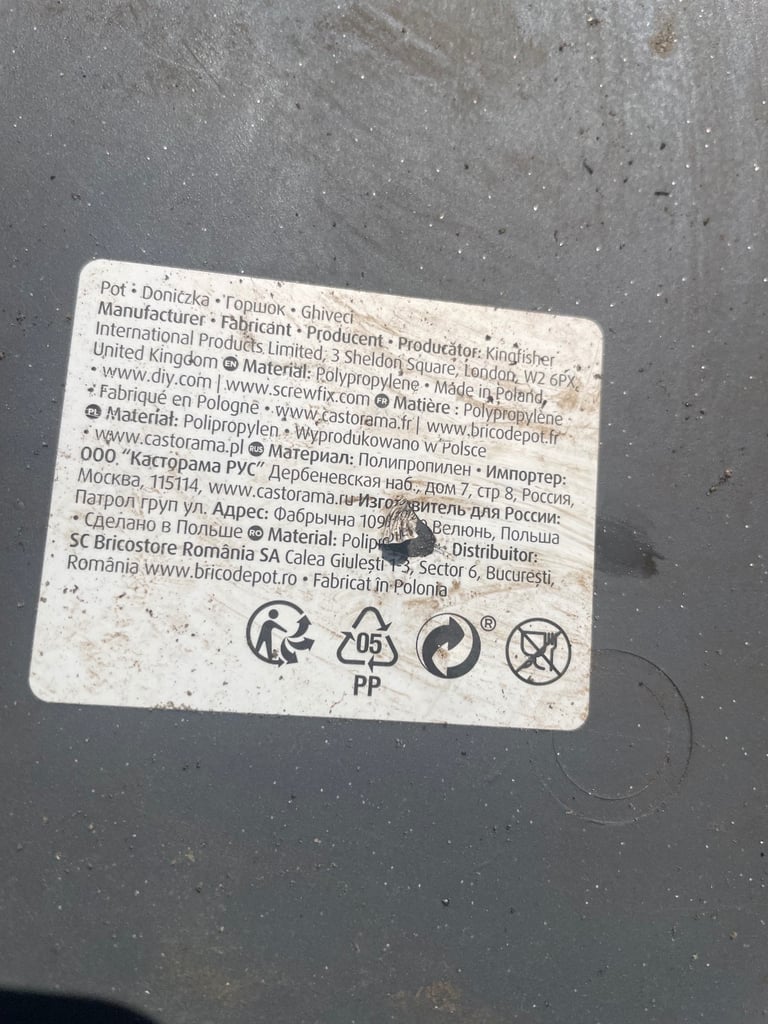 Pot • Doniczka • Горшок • Ghiveci
Manufacturer • Fabricant • Producent • Producător: Kingfisher
International Products Limited, 3 Sheldon Square, London, W2 6PX,
United Kingdom EN Material: Polypropylene • Made in Poland,
• www.diy.com | www.screwfix.com FR Matière : Polypropylène
• Fabriqué en Pologne • www.castorama.fr | www.bricodepot.fr
PL Materiał: Polipropylen • Wyprodukowano w Polsce
• www.castorama.pl RUS Материал: Полипропилен • Импортер:
ООО "Касторама РУС" Дербеневская наб., дом 7, стр 8, Россия,
Москва, 115114, www.castorama.ru Изготовитель для России:
Патрол груп ул. Адрес: Фабрычна Велюнь, Польша
• Сделано в Польше RO Material: Distribuitor:
SC Bricostore România SA Calea Giulești 1-3, Sector 6, București,
România www.bricodepot.ro • Fabricat în Polonia
05 ®
PP